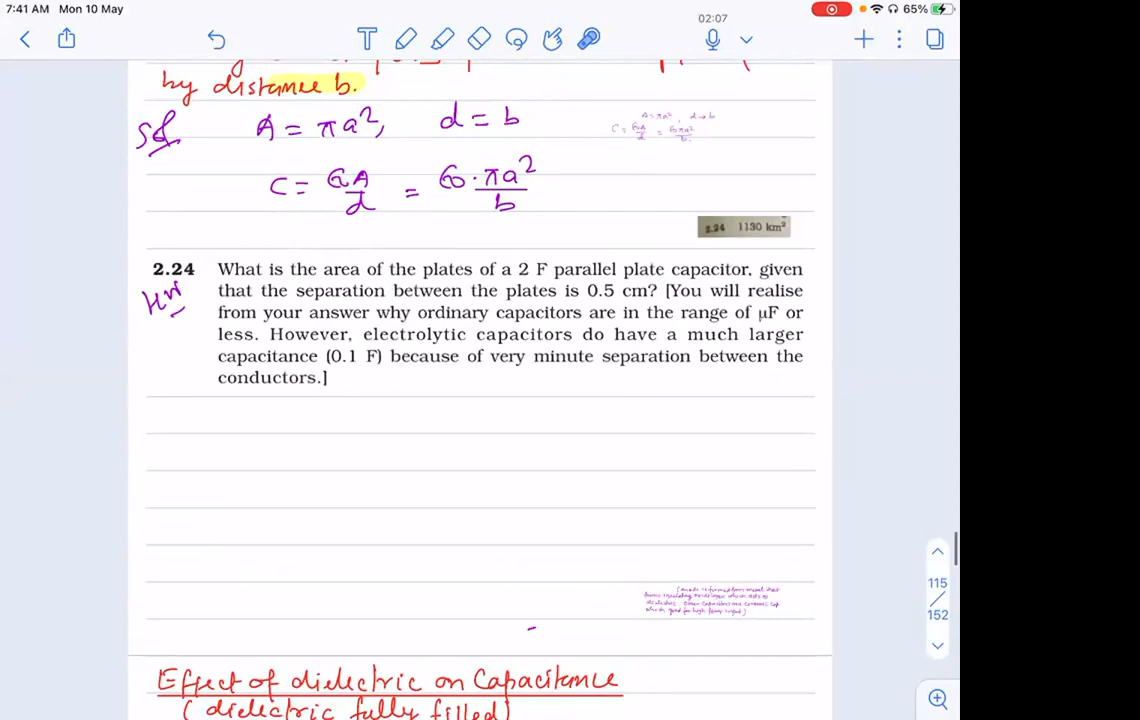 7:41 AM Mon 10 May
65%
02:07
by distance b.
Sol A = πa², d = b
A = πa², d → b
C = ε₀A/d = ε₀πa²/b
C = ε₀A/d = ε₀·πa²/b
2.24 1130 km²
2.24 What is the area of the plates of a 2 F parallel plate capacitor, given
HW that the separation between the plates is 0.5 cm? [You will realise
from your answer why ordinary capacitors are in the range of µF or
less. However, electrolytic capacitors do have a much larger
capacitance (0.1 F) because of very minute separation between the
conductors.]
115
152
Effect of dielectric on Capacitance
(dielectric fully filled)